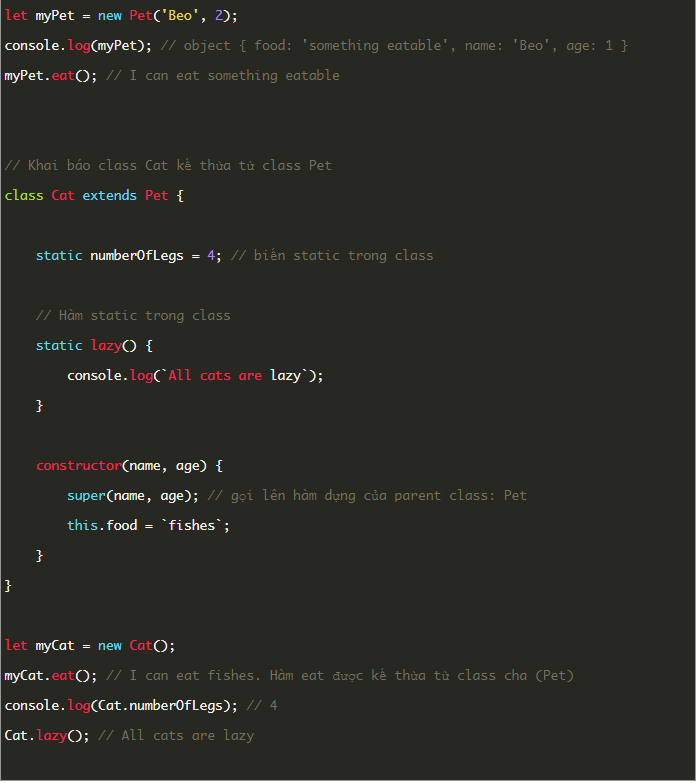 let myPet = new Pet('Beo', 2);
console.log(myPet); // object { food: 'something eatable', name: 'Beo', age: 1 }
myPet.eat(); // I can eat something eatable
// Khai báo class Cat kế thừa từ class Pet
class Cat extends Pet {
static numberOfLegs = 4; // biến static trong class
// Hàm static trong class
static lazy() {
console.log(`All cats are lazy`);
}
constructor(name, age) {
super(name, age); // gọi lên hàm dựng của parent class: Pet
this.food = `fishes`;
}
}
let myCat = new Cat();
myCat.eat(); // I can eat fishes. Hàm eat được kế thừa từ class cha (Pet)
console.log(Cat.numberOfLegs); // 4
Cat.lazy(); // All cats are lazy